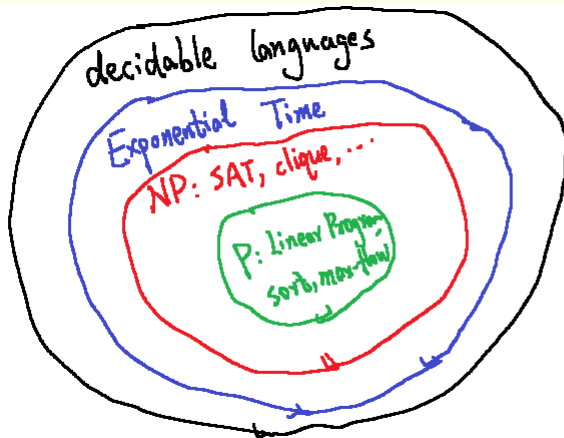 decidable languages
Exponential Time
NP: SAT, clique, ...
P: Linear Program,
sort, max-flow